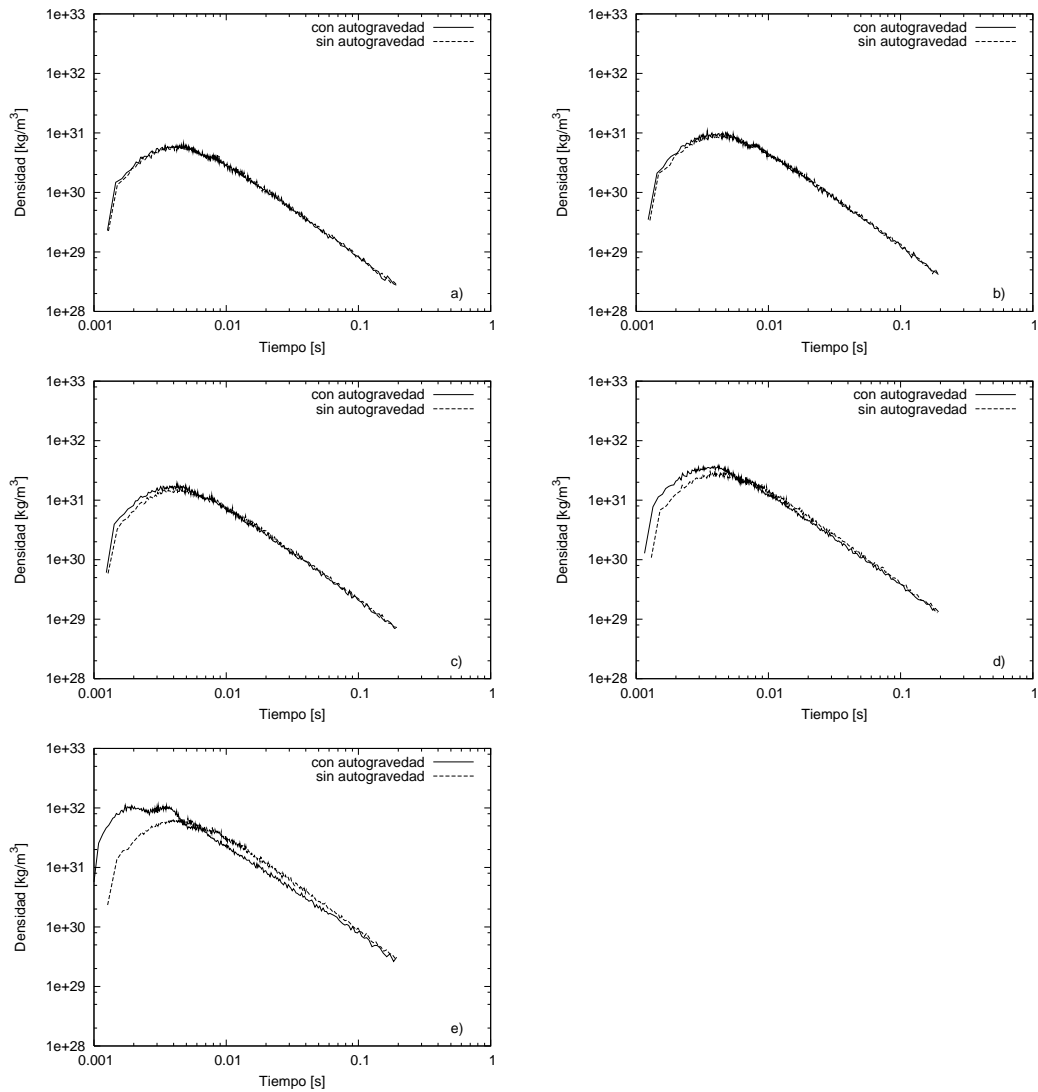 1e+33
1e+32
1e+31
1e+30
1e+29
1e+28
0.001 0.01 0.1 1
Densidad [kg/m³]
Tiempo [s]
con autogravedad
sin autogravedad
a)
1e+33
1e+32
1e+31
1e+30
1e+29
1e+28
0.001 0.01 0.1 1
Densidad [kg/m³]
Tiempo [s]
con autogravedad
sin autogravedad
b)
1e+33
1e+32
1e+31
1e+30
1e+29
1e+28
0.001 0.01 0.1 1
Densidad [kg/m³]
Tiempo [s]
con autogravedad
sin autogravedad
c)
1e+33
1e+32
1e+31
1e+30
1e+29
1e+28
0.001 0.01 0.1 1
Densidad [kg/m³]
Tiempo [s]
con autogravedad
sin autogravedad
d)
1e+33
1e+32
1e+31
1e+30
1e+29
1e+28
0.001 0.01 0.1 1
Densidad [kg/m³]
Tiempo [s]
con autogravedad
sin autogravedad
e)